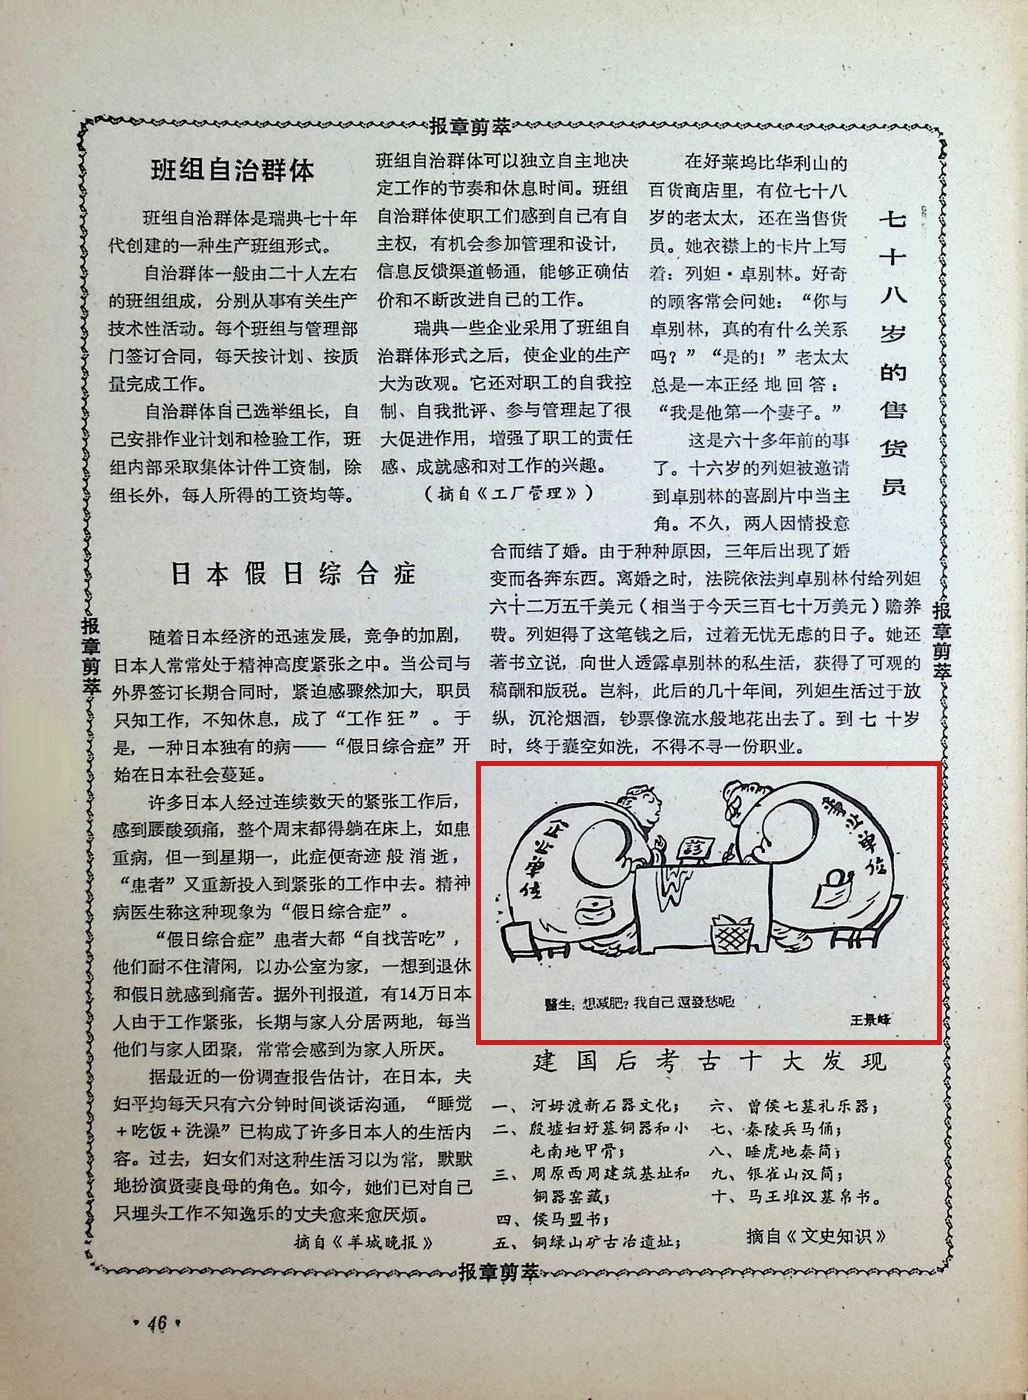 报章剪萃
班组自治群体
班组自治群体是瑞典七十年
代创建的一种生产班组形式。
自治群体一般由二十人左右
的班组组成，分别从事有关生产
技术性活动。每个班组与管理部
门签订合同，每天按计划、按质
量完成工作。
自治群体自己选举组长，自
己安排作业计划和检验工作，班
组内部采取集体计件工资制，除
组长外，每人所得的工资均等。
班组自治群体可以独立自主地决
定工作的节奏和休息时间。班组
自治群体使职工们感到自己有自
主权，有机会参加管理和设计，
信息反馈渠道畅通，能够正确估
价和不断改进自己的工作。
瑞典一些企业采用了班组自
治群体形式之后，使企业的生产
大为改观。它还对职工的自我控
制、自我批评、参与管理起了很
大促进作用，增强了职工的责任
感、成就感和对工作的兴趣。
（摘自《工厂管理》）
七十八岁的售货员
在好莱坞比华利山的
百货商店里，有位七十八
岁的老太太，还在当售货
员。她衣襟上的卡片上写
着：列妲·卓别林。好奇
的顾客常会问她：“你与
卓别林，真的有什么关系
吗？”“是的！”老太太
总是一本正经地回答：
“我是他第一个妻子。”
这是六十多年前的事
了。十六岁的列妲被邀请
到卓别林的喜剧片中当主
角。不久，两人因情投意
合而结了婚。由于种种原因，三年后出现了婚
变而各奔东西。离婚之时，法院依法判卓别林付给列妲
六十二万五千美元（相当于今天三百七十万美元）赡养
费。列妲得了这笔钱之后，过着无忧无虑的日子。她还
著书立说，向世人透露卓别林的私生活，获得了可观的
稿酬和版税。岂料，此后的几十年间，列妲生活过于放
纵，沉沦烟酒，钞票像流水般地花出去了。到七十岁
时，终于囊空如洗，不得不寻一份职业。
日本假日综合症
随着日本经济的迅速发展，竞争的加剧，
日本人常常处于精神高度紧张之中。当公司与
外界签订长期合同时，紧迫感骤然加大，职员
只知工作，不知休息，成了“工作狂”。于
是，一种日本独有的病——“假日综合症”开
始在日本社会蔓延。
许多日本人经过连续数天的紧张工作后，
感到腰酸颈痛，整个周末都得躺在床上，如患
重病，但一到星期一，此症便奇迹般消逝，
“患者”又重新投入到紧张的工作中去。精神
病医生称这种现象为“假日综合症”。
“假日综合症”患者大都“自找苦吃”，
他们耐不住清闲，以办公室为家，一想到退休
和假日就感到痛苦。据外刊报道，有14万日本
人由于工作紧张，长期与家人分居两地，每当
他们与家人团聚，常常会感到为家人所厌。
据最近的一份调查报告估计，在日本，夫
妇平均每天只有六分钟时间谈话沟通，“睡觉
+吃饭+洗澡”已构成了许多日本人的生活内
容。过去，妇女们对这种生活习以为常，默默
地扮演贤妻良母的角色。如今，她们已对自己
只埋头工作不知逸乐的丈夫愈来愈厌烦。
摘自《羊城晚报》
单位
事业单位
醫生：想减肥？我自己還發愁呢！
王景峰
建国后考古十大发现
一、河姆渡新石器文化；
二、殷墟妇好墓铜器和小
屯南地甲骨；
三、周原西周建筑基址和
铜器窑藏；
四、侯马盟书；
五、铜绿山矿古冶遗址；
六、曾侯七墓礼乐器；
七、秦陵兵马俑；
八、睡虎地秦简；
九、银雀山汉简；
十、马王堆汉墓帛书。
摘自《文史知识》
报章剪萃
报章剪萃
报章剪萃
·46·